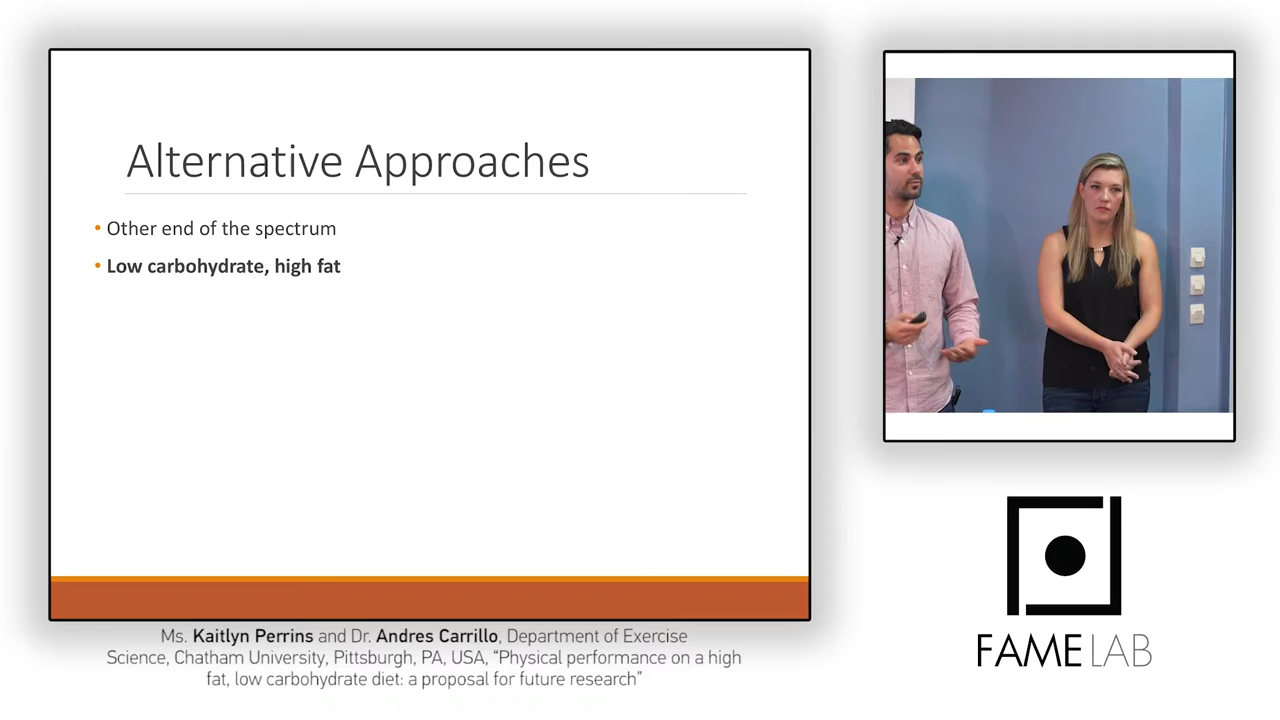 Alternative Approaches
• Other end of the spectrum
• Low carbohydrate, high fat
Ms. Kaitlyn Perrins and Dr. Andres Carrillo, Department of Exercise
Science, Chatham University, Pittsburgh, PA, USA, “Physical performance on a high
fat, low carbohydrate diet: a proposal for future research”
FAME LAB